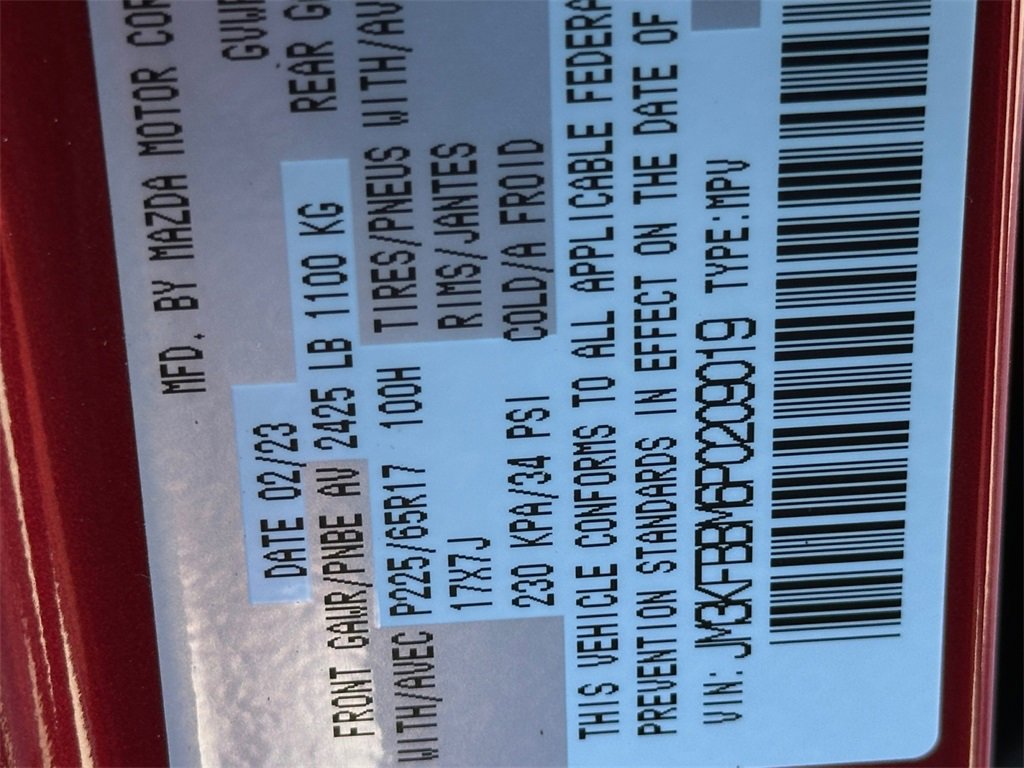 MFD. BY MAZDA MOTOR COR
DATE 02/23 GVWR
FRONT GAWR/PNBE AV 2425 LB 1100 KG REAR
WITH/AVEC P225/65R17 100H TIRES/PNEUS WITH/AV
17X7J RIMS/JANTES
230 KPA/34 PSI COLD/A FROID
THIS VEHICLE CONFORMS TO ALL APPLICABLE FEDERA
PREVENTION STANDARDS IN EFFECT ON THE DATE OF
VIN: JM3KFBBM6P0209019 TYPE:MPV